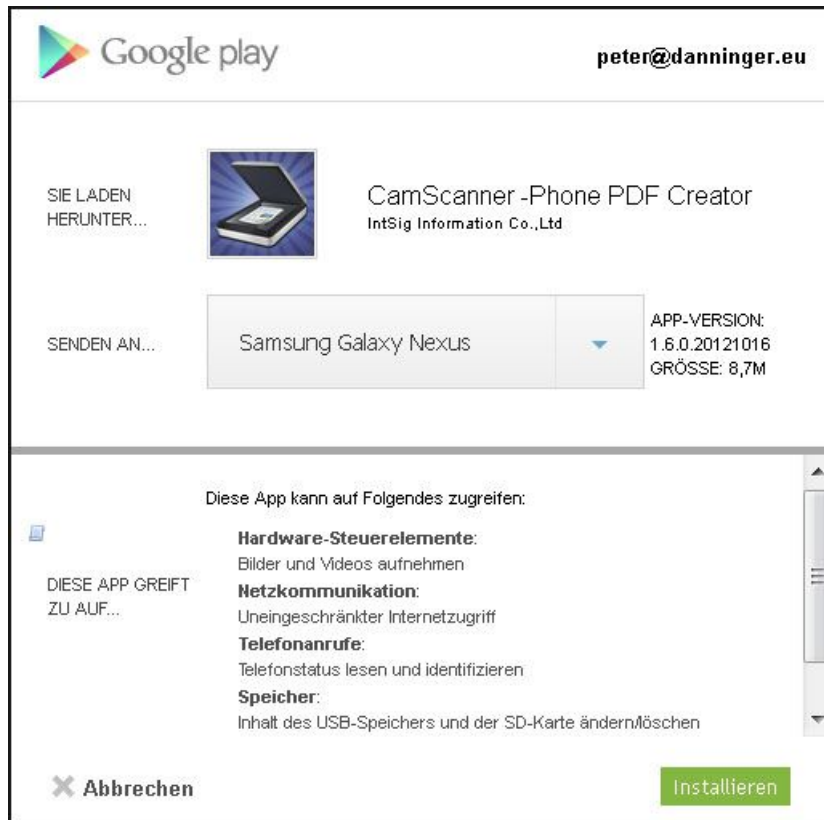 Google play
peter@danninger.eu
SIE LADEN
HERUNTER...
CamScanner -Phone PDF Creator
IntSig Information Co.,Ltd
SENDEN AN...
Samsung Galaxy Nexus
APP-VERSION:
1.6.0.20121016
GRÖSSE: 8,7M
DIESE APP GREIFT
ZU AUF...
Diese App kann auf Folgendes zugreifen:
Hardware-Steuerelemente:
Bilder und Videos aufnehmen
Netzkommunikation:
Uneingeschränkter Internetzugriff
Telefonanrufe:
Telefonstatus lesen und identifizieren
Speicher:
Inhalt des USB-Speichers und der SD-Karte ändern/löschen
Abbrechen
Installieren